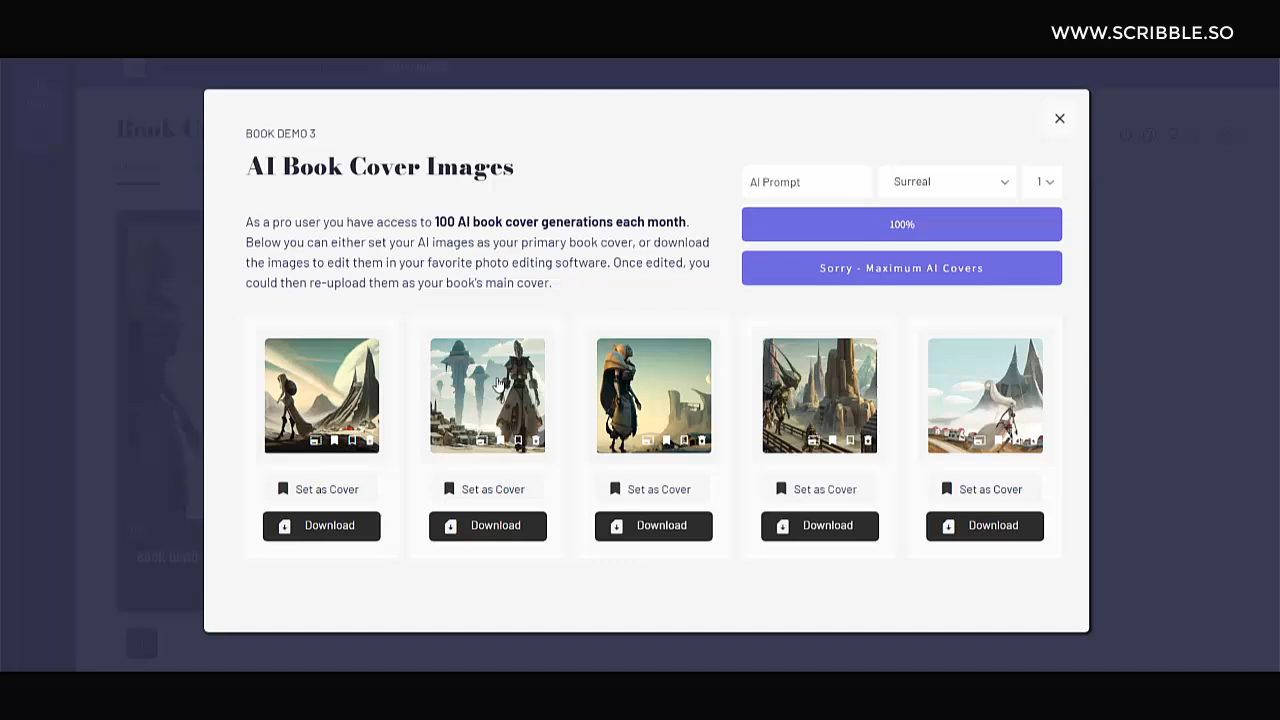 WWW.SCRIBBLE.SO
Book C
BOOK DEMO 3
AI Book Cover Images
AI Prompt
Surreal
1
As a pro user you have access to 100 AI book cover generations each month.
Below you can either set your AI images as your primary book cover, or download
the images to edit them in your favorite photo editing software. Once edited, you
could then re-upload them as your book's main cover.
100%
Sorry - Maximum AI Covers
Set as Cover
Set as Cover
Set as Cover
Set as Cover
Set as Cover
Download
Download
Download
Download
Download
BOOK DEMO